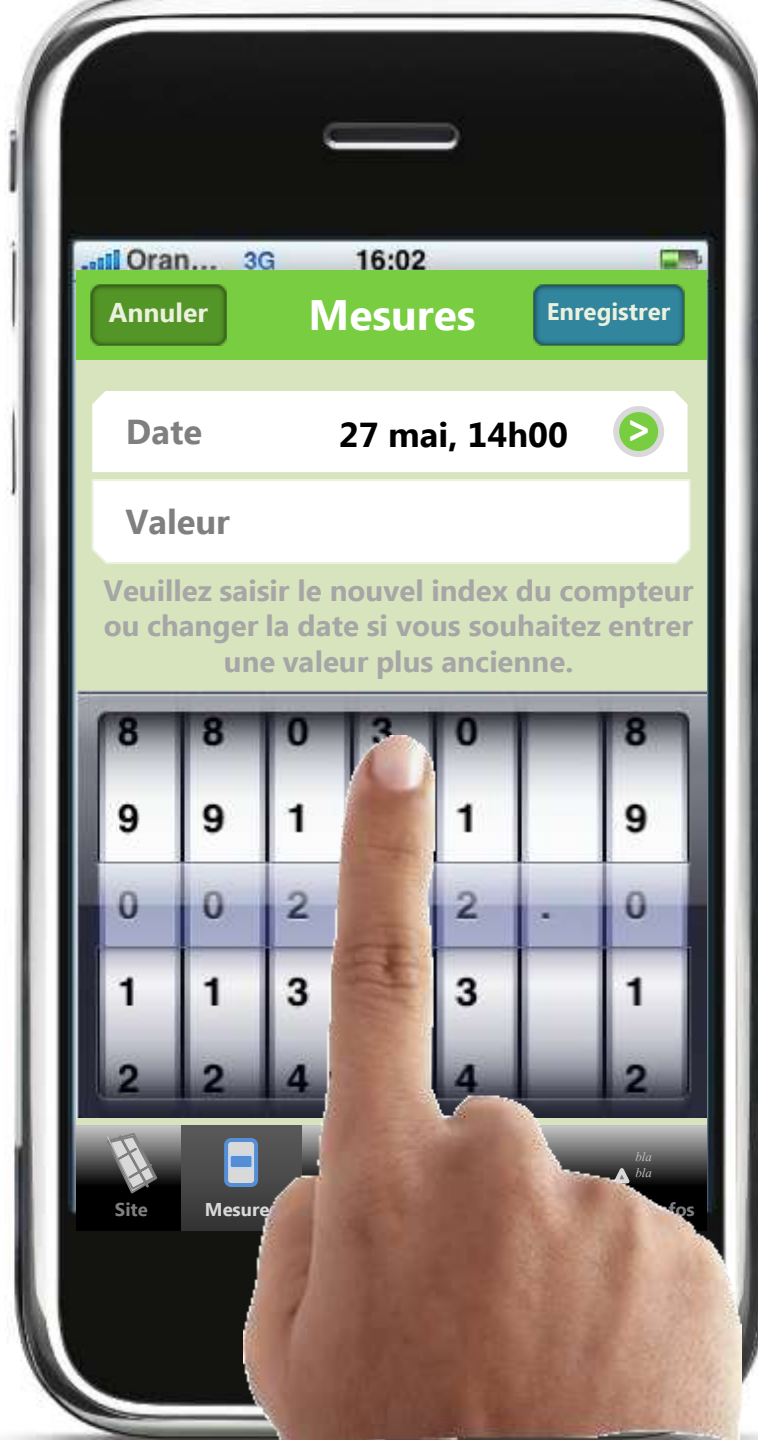 Oran... 3G 16:02
Annuler Mesures Enregistrer
Date 27 mai, 14h00 >
Valeur
Veuillez saisir le nouvel index du compteur
ou changer la date si vous souhaitez entrer
une valeur plus ancienne.
8 8 0 3 0 8
9 9 1 1 9
0 0 2 2 . 0
1 1 3 3 1
2 2 4 4 2
bla
bla
Site